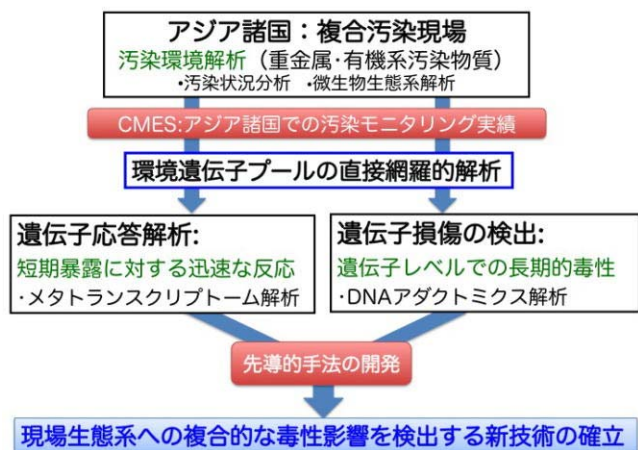 アジア諸国：複合汚染現場
汚染環境解析（重金属･有機系汚染物質）
･汚染状況分析 ･微生物生態系解析
CMES:アジア諸国での汚染モニタリング実績
環境遺伝子プールの直接網羅的解析
遺伝子応答解析:
短期暴露に対する迅速な反応
･メタトランスクリプトーム解析
遺伝子損傷の検出:
遺伝子レベルでの長期的毒性
･DNAアダクトミクス解析
先導的手法の開発
現場生態系への複合的な毒性影響を検出する新技術の確立